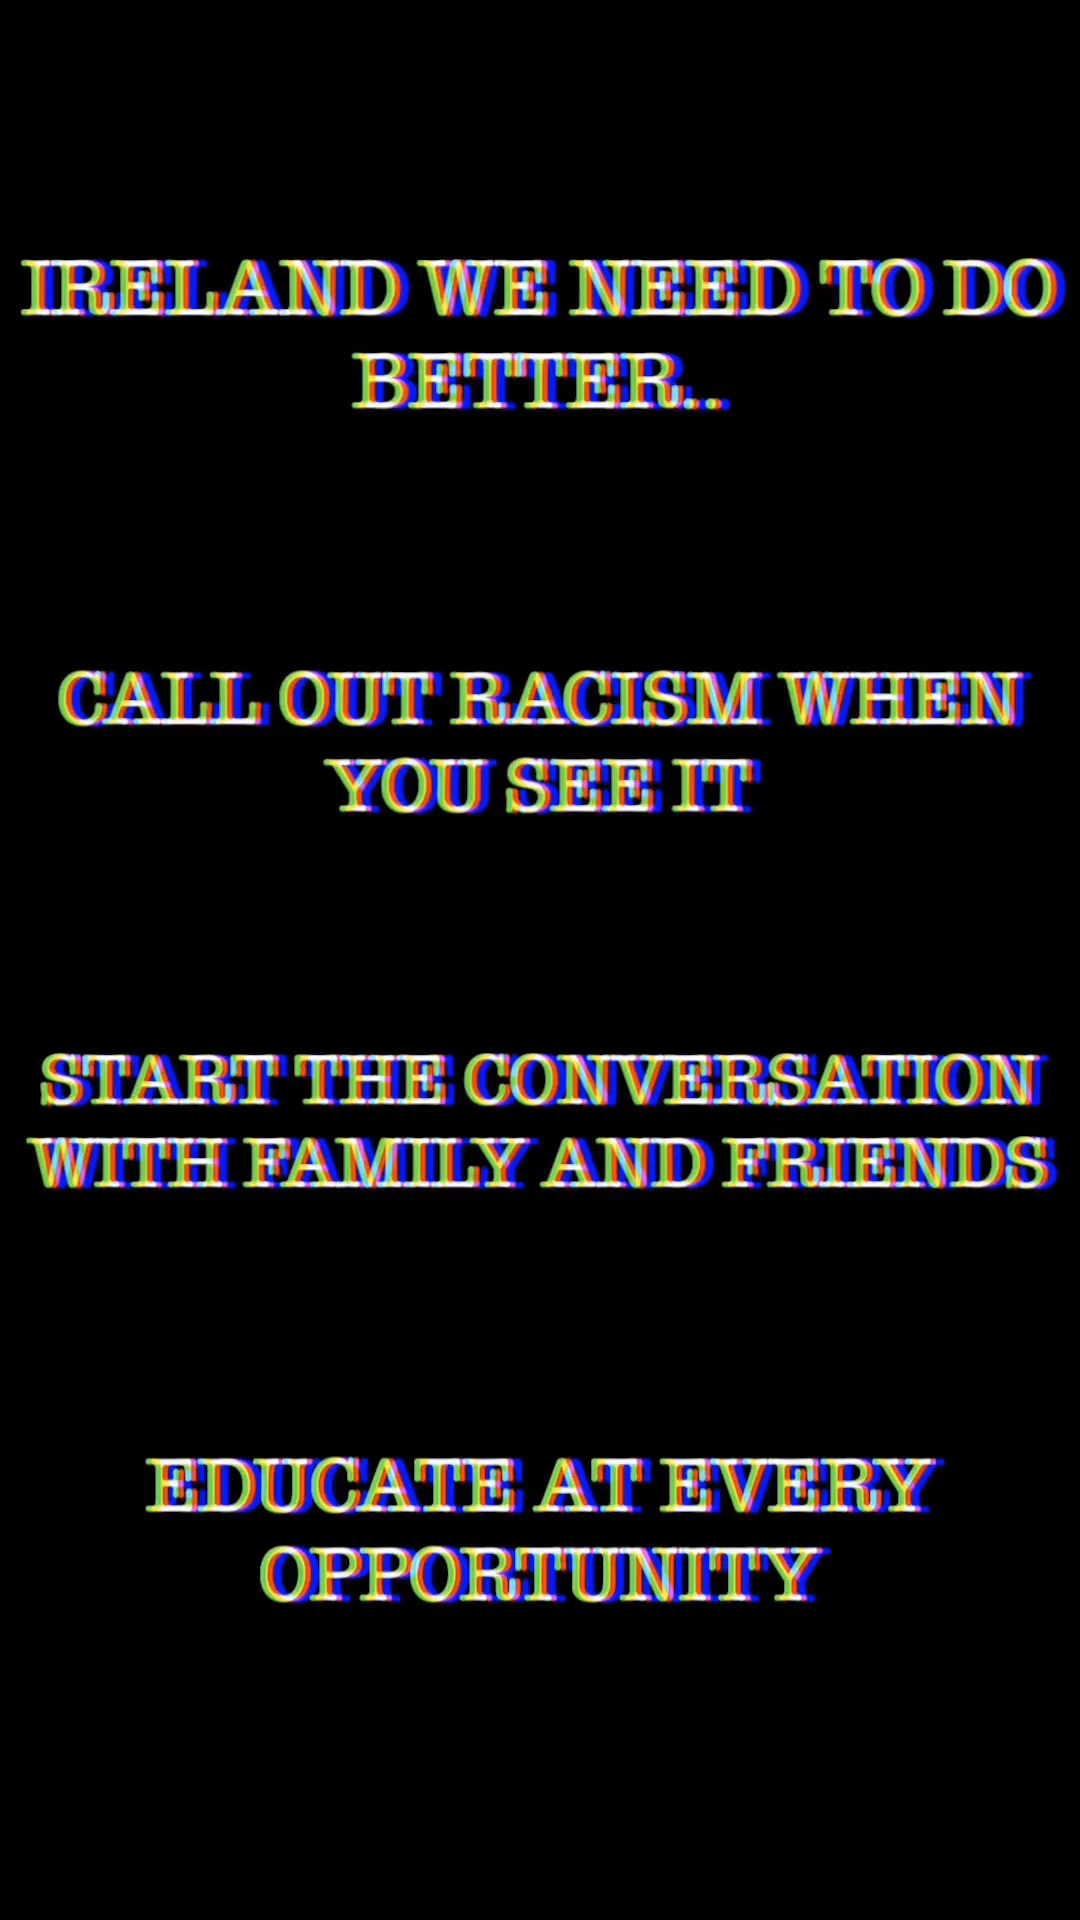 IRELAND WE NEED TO DO
BETTER..
CALL OUT RACISM WHEN
YOU SEE IT
START THE CONVERSATION
WITH FAMILY AND FRIENDS
EDUCATE AT EVERY
OPPORTUNITY